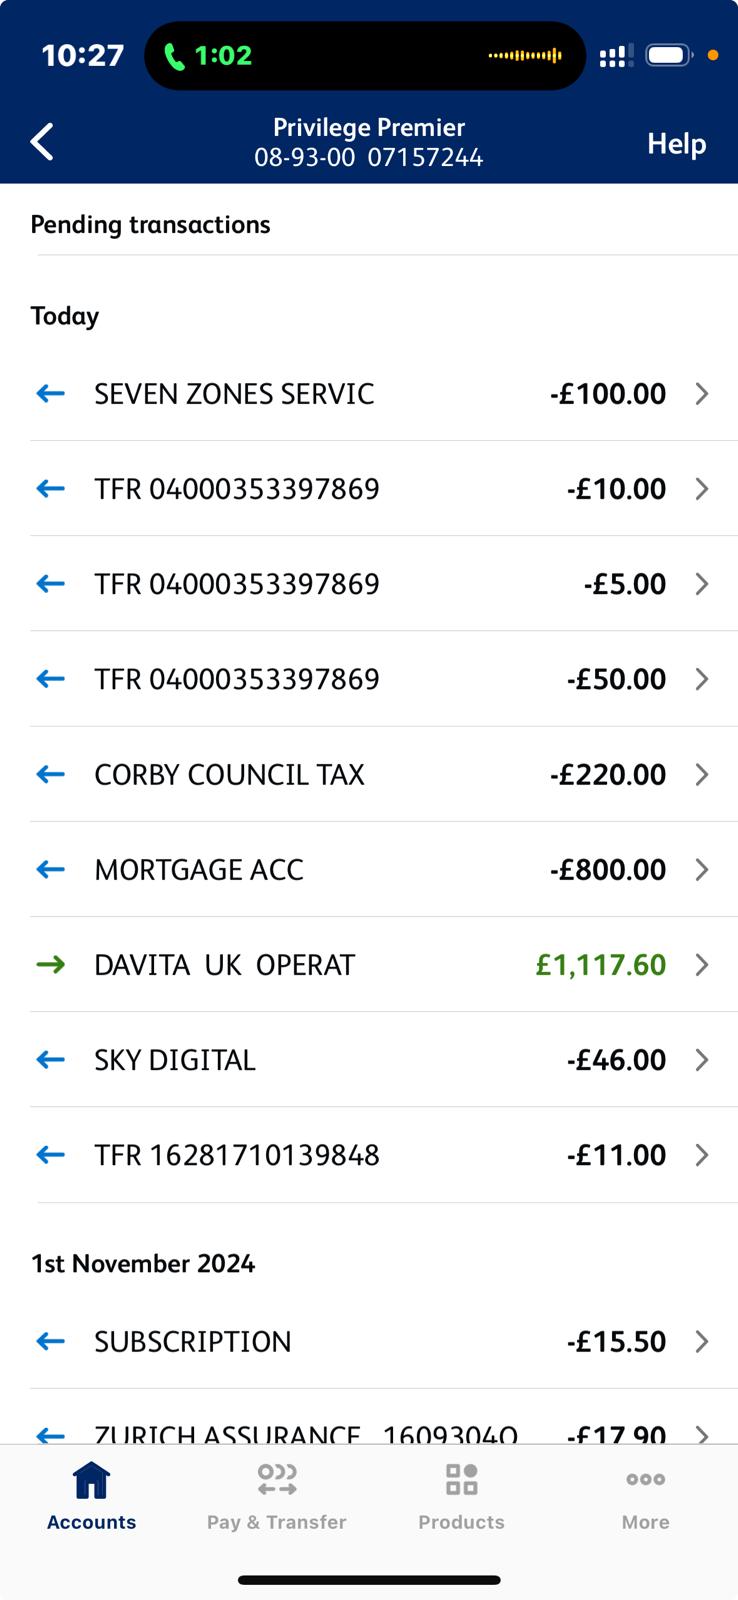 10:27
1:02
Privilege Premier
08-93-00 07157244
Help
Pending transactions
Today
SEVEN ZONES SERVIC -£100.00
TFR 04000353397869 -£10.00
TFR 04000353397869 -£5.00
TFR 04000353397869 -£50.00
CORBY COUNCIL TAX -£220.00
MORTGAGE ACC -£800.00
DAVITA UK OPERAT £1,117.60
SKY DIGITAL -£46.00
TFR 16281710139848 -£11.00
1st November 2024
SUBSCRIPTION -£15.50
ZURICH ASSURANCE 1609304O -£17.90
Accounts Pay & Transfer Products More